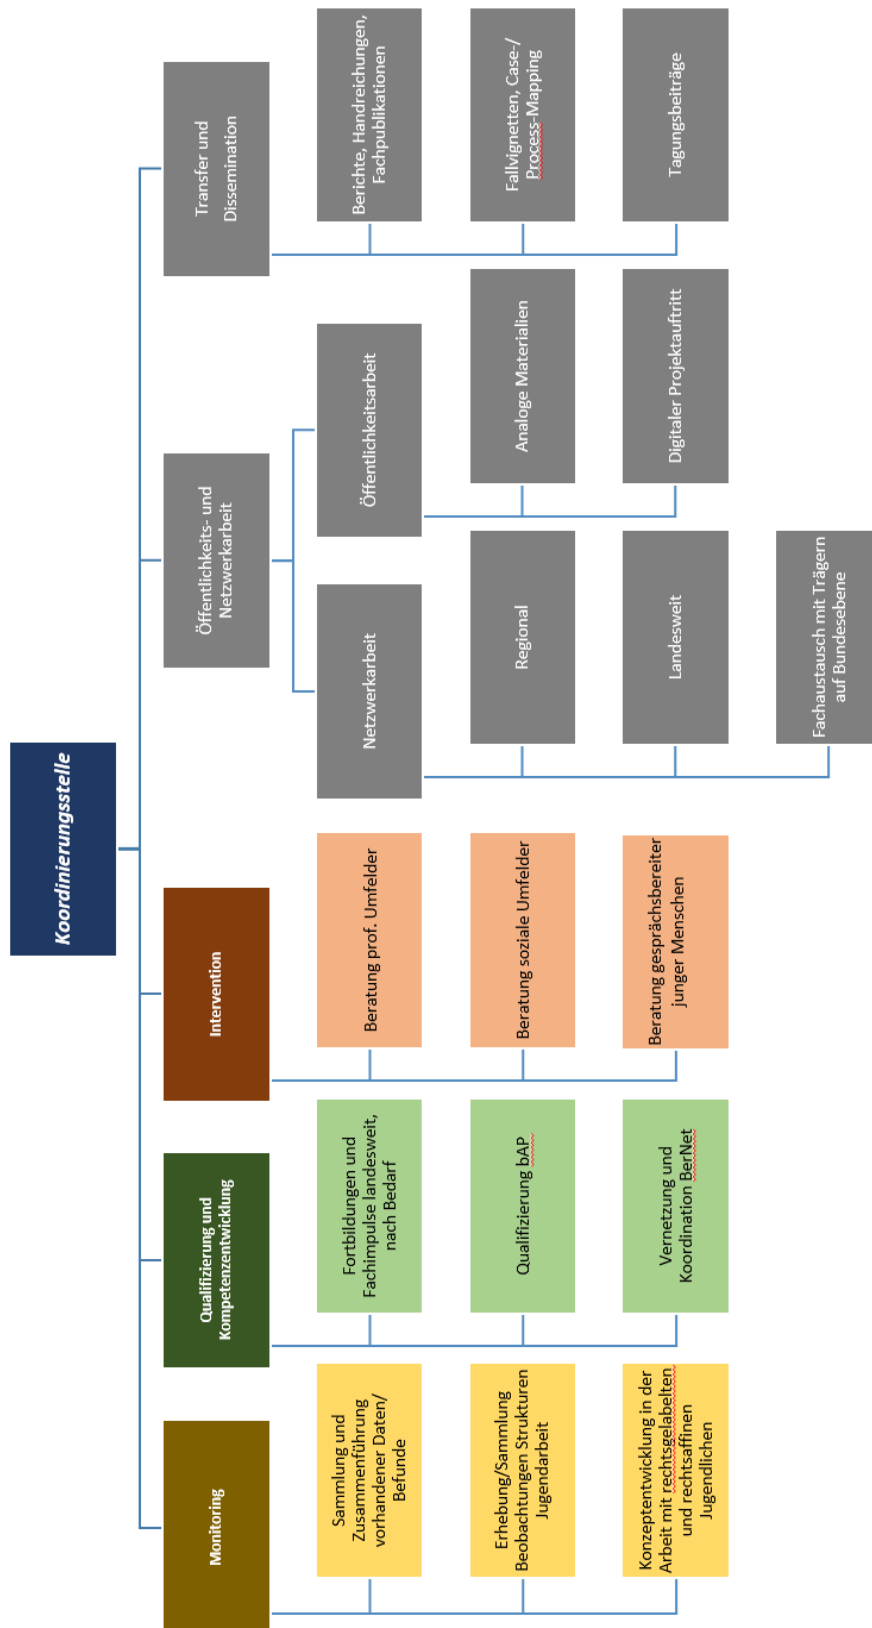 Koordinierungsstelle
Monitoring
Sammlung und
Zusammenführung
vorhandener Daten/
Befunde
Erhebung/Sammlung
Beobachtungen Strukturen
Jugendarbeit
Konzeptentwicklung in der
Arbeit mit rechtsgelabelten
und rechtsaffinen
Jugendlichen
Qualifizierung und
Kompetenzentwicklung
Fortbildungen und
Fachimpulse landesweit,
nach Bedarf
Qualifizierung bAP
Vernetzung und
Koordination BerNet
Intervention
Beratung prof. Umfelder
Beratung soziale Umfelder
Beratung gesprächsbereiter
junger Menschen
Öffentlichkeits- und
Netzwerkarbeit
Netzwerkarbeit
Regional
Landesweit
Fachaustausch mit Trägern
auf Bundesebene
Öffentlichkeitsarbeit
Analoge Materialien
Digitaler Projektauftritt
Transfer und
Dissemination
Berichte, Handreichungen,
Fachpublikationen
Fallvignetten, Case-/
Process-Mapping
Tagungsbeiträge